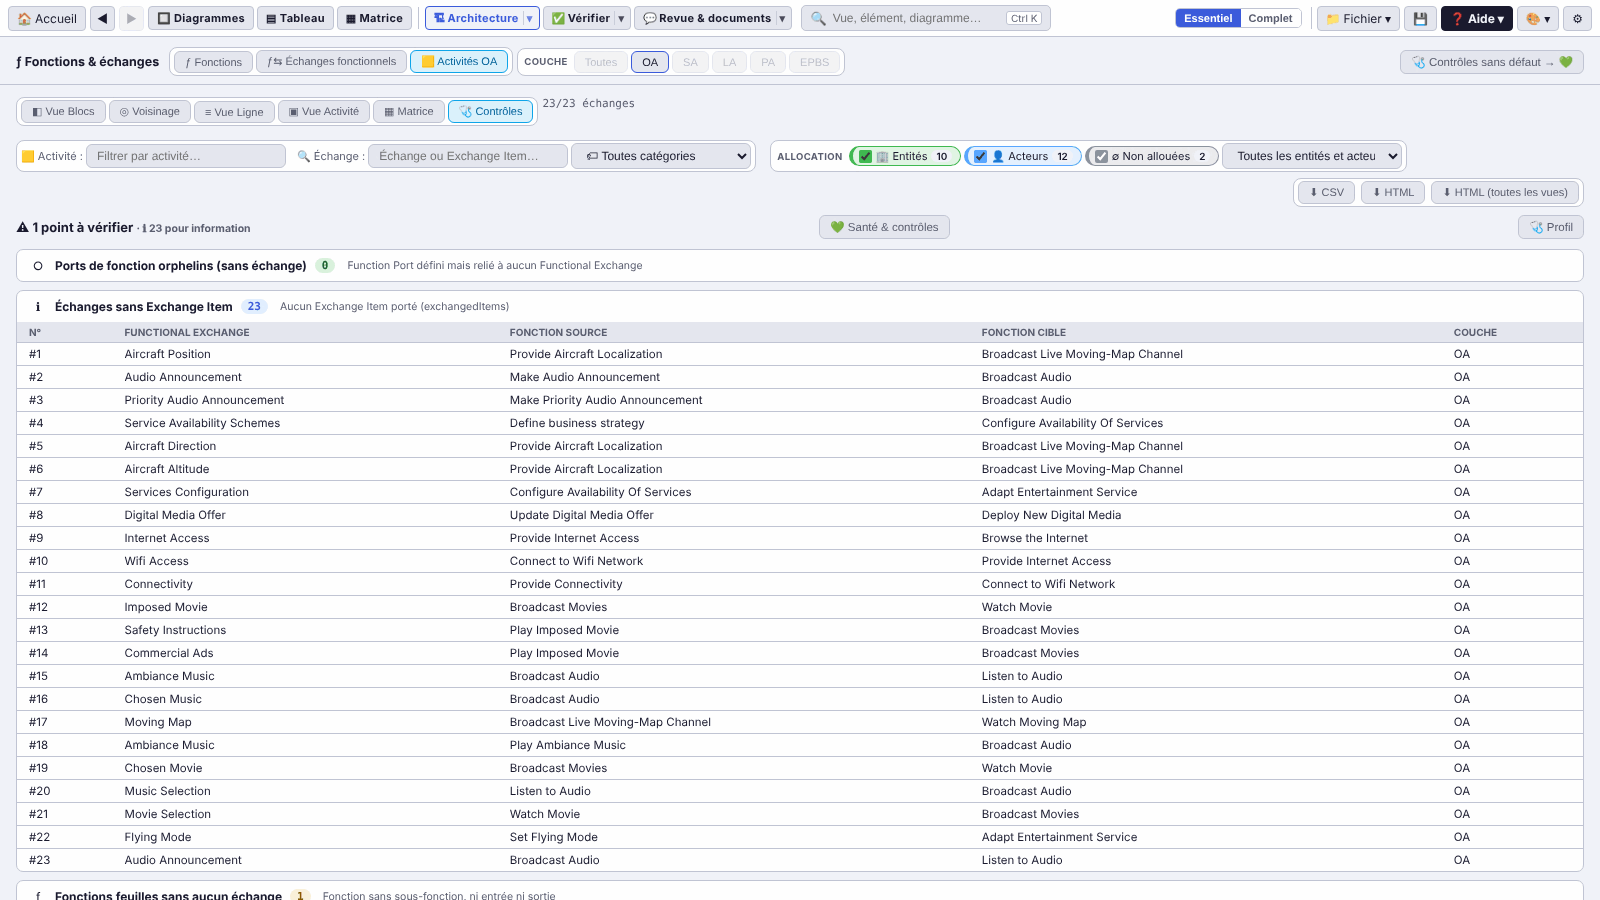 🏠 Accueil ◀ ▶ 🔲 Diagrammes ▤ Tableau ▦ Matrice 🏗 Architecture ▾ ✅ Vérifier ▾ 💬 Revue & documents ▾ 🔍 Vue, élément, diagramme… Ctrl K Essentiel Complet 📁 Fichier ▾ 💾 ❓ Aide ▾ 🎨 ▾ ⚙
ƒ Fonctions & échanges ƒ Fonctions ƒ⇆ Échanges fonctionnels 🟨 Activités OA COUCHE Toutes OA SA LA PA EPBS 🩺 Contrôles sans défaut → 💚
◧ Vue Blocs ◎ Voisinage ≡ Vue Ligne ▣ Vue Activité ▦ Matrice 🩺 Contrôles 23/23 échanges
🟨 Activité : Filtrer par activité… 🔍 Échange : Échange ou Exchange Item… 🏷 Toutes catégories ALLOCATION 🏢 Entités 10 👤 Acteurs 12 ⌀ Non allouées 2 Toutes les entités et acteu
⬇ CSV ⬇ HTML ⬇ HTML (toutes les vues)
⚠ 1 point à vérifier · ℹ 23 pour information 💚 Santé & contrôles 🩺 Profil
○ Ports de fonction orphelins (sans échange) 0 Function Port défini mais relié à aucun Functional Exchange
ℹ Échanges sans Exchange Item 23 Aucun Exchange Item porté (exchangedItems)
N° FUNCTIONAL EXCHANGE FONCTION SOURCE FONCTION CIBLE COUCHE
#1 Aircraft Position Provide Aircraft Localization Broadcast Live Moving-Map Channel OA
#2 Audio Announcement Make Audio Announcement Broadcast Audio OA
#3 Priority Audio Announcement Make Priority Audio Announcement Broadcast Audio OA
#4 Service Availability Schemes Define business strategy Configure Availability Of Services OA
#5 Aircraft Direction Provide Aircraft Localization Broadcast Live Moving-Map Channel OA
#6 Aircraft Altitude Provide Aircraft Localization Broadcast Live Moving-Map Channel OA
#7 Services Configuration Configure Availability Of Services Adapt Entertainment Service OA
#8 Digital Media Offer Update Digital Media Offer Deploy New Digital Media OA
#9 Internet Access Provide Internet Access Browse the Internet OA
#10 Wifi Access Connect to Wifi Network Provide Internet Access OA
#11 Connectivity Provide Connectivity Connect to Wifi Network OA
#12 Imposed Movie Broadcast Movies Watch Movie OA
#13 Safety Instructions Play Imposed Movie Broadcast Movies OA
#14 Commercial Ads Play Imposed Movie Broadcast Movies OA
#15 Ambiance Music Broadcast Audio Listen to Audio OA
#16 Chosen Music Broadcast Audio Listen to Audio OA
#17 Moving Map Broadcast Live Moving-Map Channel Watch Moving Map OA
#18 Ambiance Music Play Ambiance Music Broadcast Audio OA
#19 Chosen Movie Broadcast Movies Watch Movie OA
#20 Music Selection Listen to Audio Broadcast Audio OA
#21 Movie Selection Watch Movie Broadcast Movies OA
#22 Flying Mode Set Flying Mode Adapt Entertainment Service OA
#23 Audio Announcement Broadcast Audio Listen to Audio OA
ƒ Fonctions feuilles sans aucun échange 1 Fonction sans sous-fonction, ni entrée ni sortie